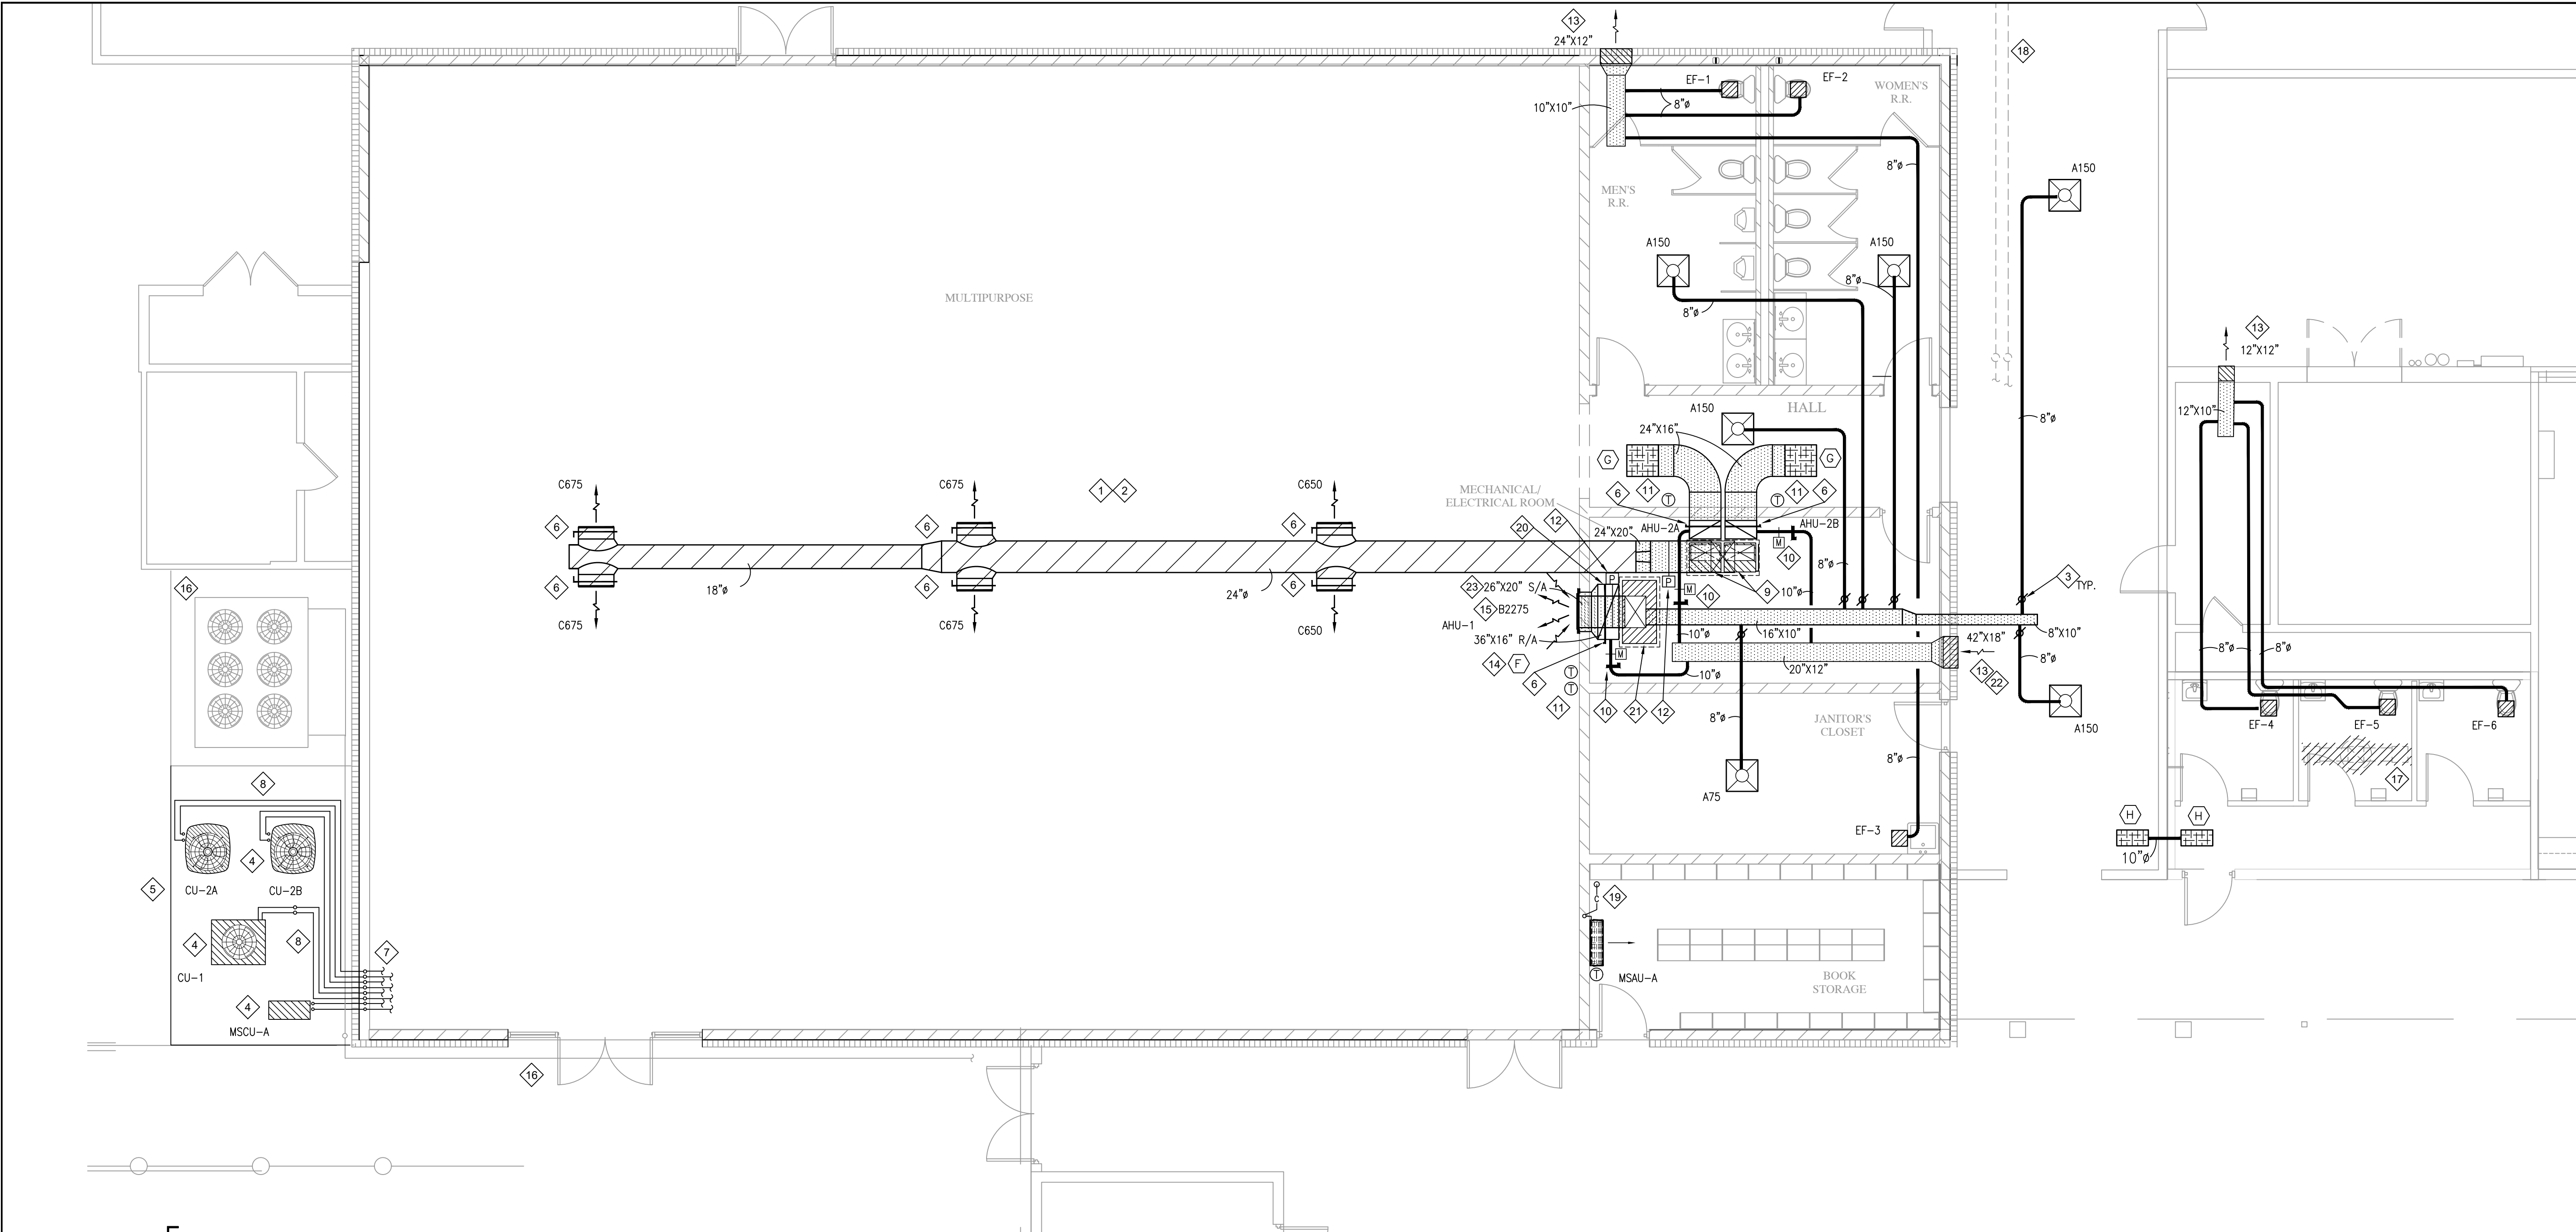 13
24"X12"
18
EF-1
EF-2
WOMEN'S
R.R.
10"X10"
8"ø
8"ø
A150
MEN'S
R.R.
A150
A150
8"ø
MULTIPURPOSE
8"ø
13
12"X12"
A150
HALL
8"ø
12"X10"
24"X16"
G
G
C675
C675
C650
1
2
MECHANICAL/
ELECTRICAL ROOM
11
11
6
6
T
T
6
6
6
20
12
AHU-2A
AHU-2B
24"X20"
M
10
8"ø
16
6
6
6
18"ø
24"ø
23
26"X20" S/A
P
P
M
10
9
10"ø
3
TYP.
15
B2275
C675
C675
C650
AHU-1
36"X16" R/A
10"ø
16"X10"
8"X10"
42"X18"
14
F
M
20"X12"
8"ø
13
22
8"ø
8"ø
6
T
T
10"ø
11
10
21
12
8"ø
A150
JANITOR'S
CLOSET
EF-4
EF-5
EF-6
8"ø
17
8
A75
H
H
EF-3
10"ø
4
5
CU-2A
CU-2B
19
C
4
8
7
CU-1
T
MSAU-A
BOOK
STORAGE
4
MSCU-A
16